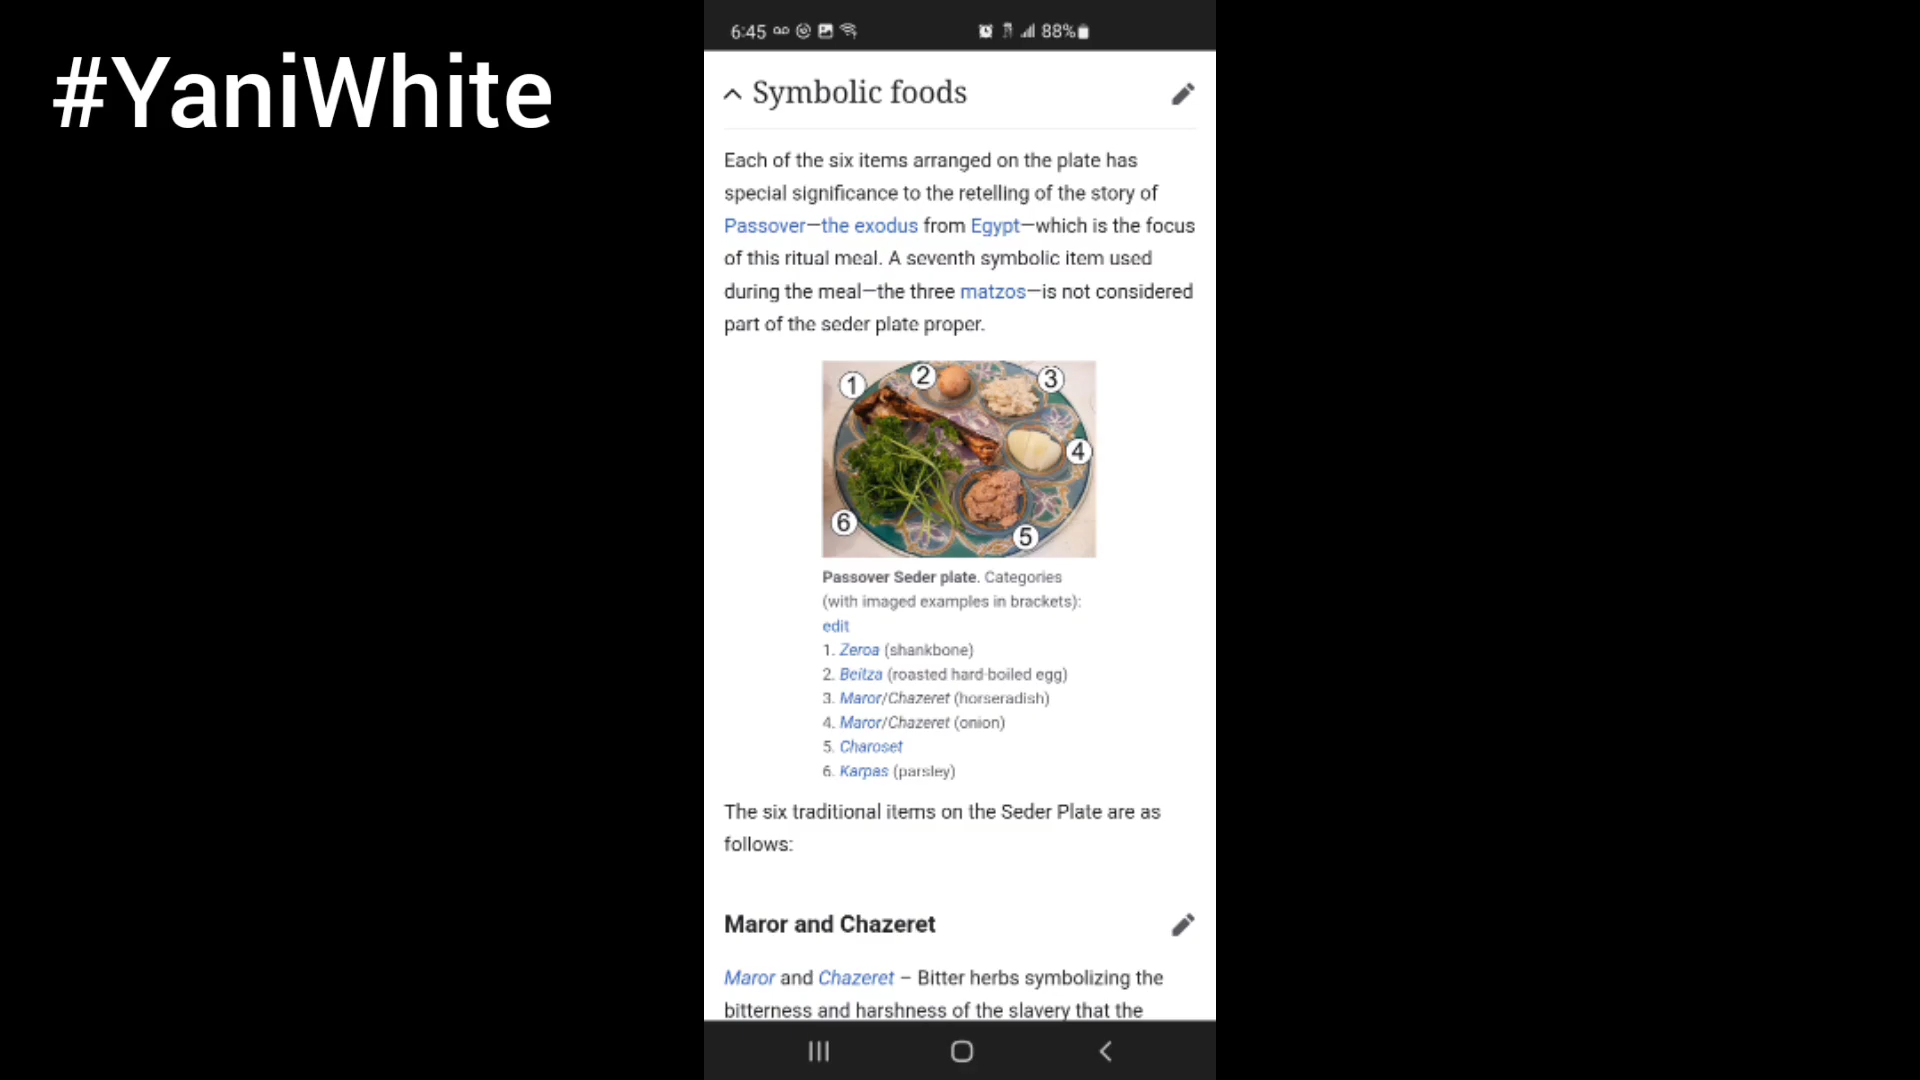 #YaniWhite
6:45
88%
Symbolic foods
Each of the six items arranged on the plate has
special significance to the retelling of the story of
Passover—the exodus from Egypt—which is the focus
of this ritual meal. A seventh symbolic item used
during the meal—the three matzos—is not considered
part of the seder plate proper.
1
2
3
4
5
6
Passover Seder plate. Categories
(with imaged examples in brackets):
edit
1. Zeroa (shankbone)
2. Beitza (roasted hard-boiled egg)
3. Maror/Chazeret (horseradish)
4. Maror/Chazeret (onion)
5. Charoset
6. Karpas (parsley)
The six traditional items on the Seder Plate are as
follows:
Maror and Chazeret
Maror and Chazeret – Bitter herbs symbolizing the
bitterness and harshness of the slavery that the